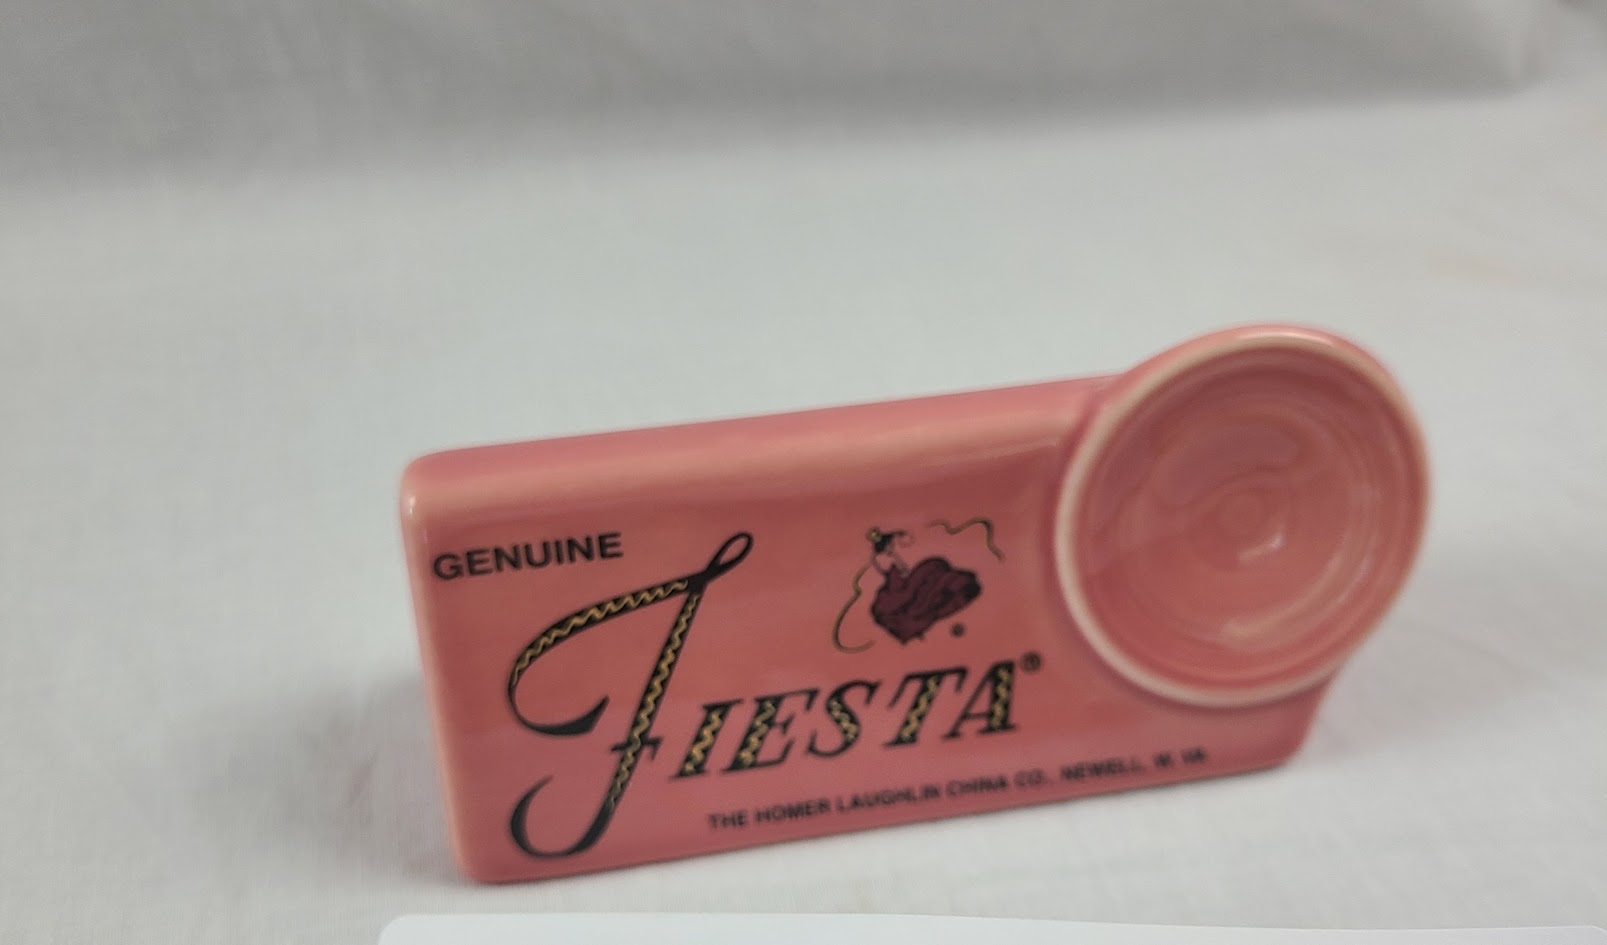 GENUINE
FIESTA®
THE HOMER LAUGHLIN CHINA CO., NEWELL, W. VA.